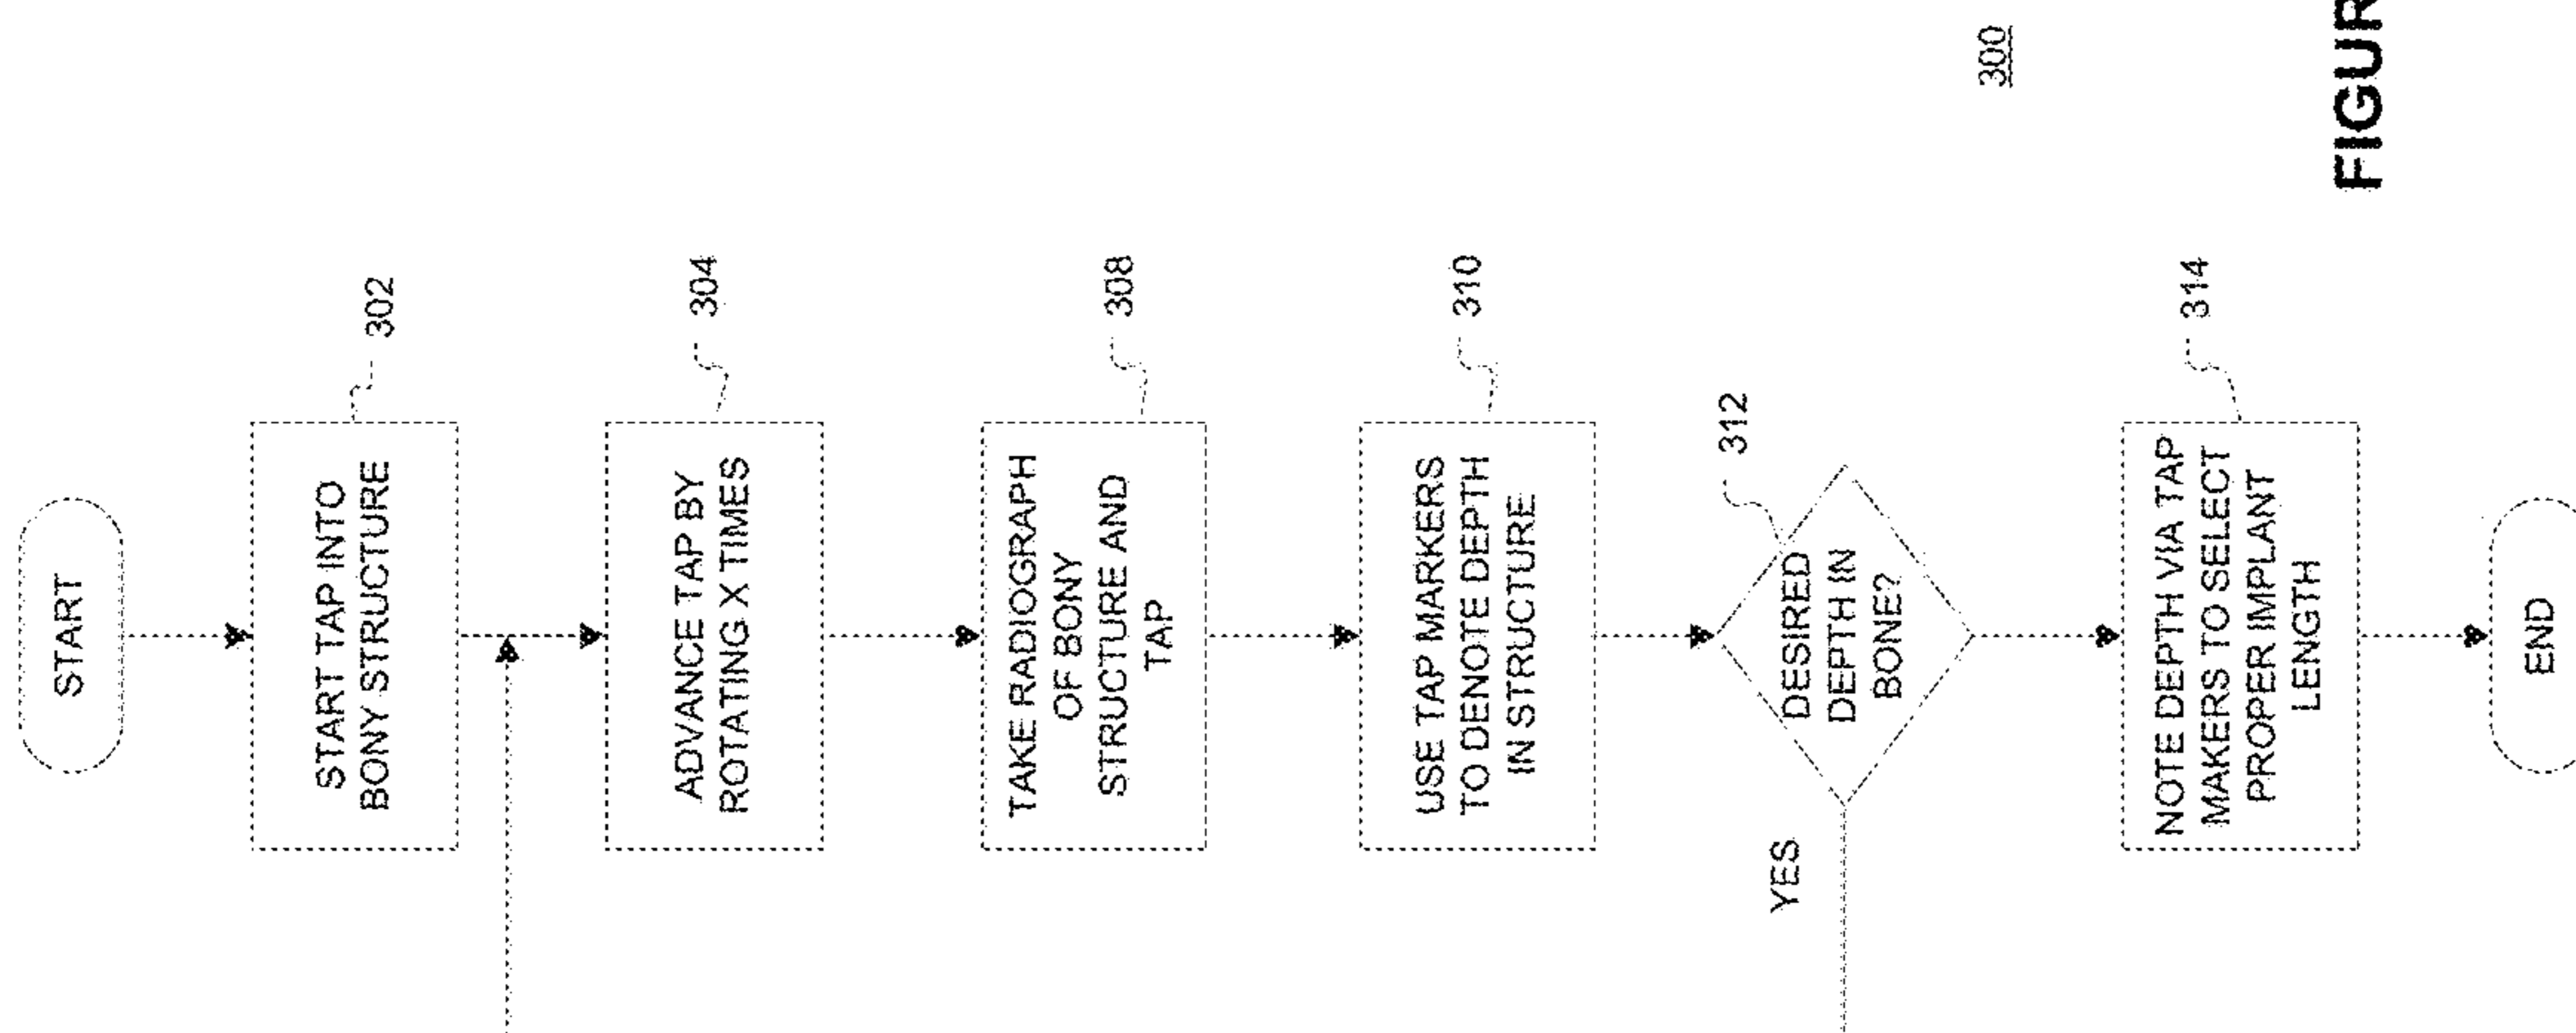 START
START TAP INTO
BONY STRUCTURE
302
ADVANCE TAP BY
ROTATING X TIMES
304
TAKE RADIOGRAPH
OF BONY
STRUCTURE AND
TAP
308
USE TAP MARKERS
TO DENOTE DEPTH
IN STRUCTURE
310
DESIRED
DEPTH IN
BONE?
312
YES
NOTE DEPTH VIA TAP
MAKERS TO SELECT
PROPER IMPLANT
LENGTH
314
END
300
FIGUR